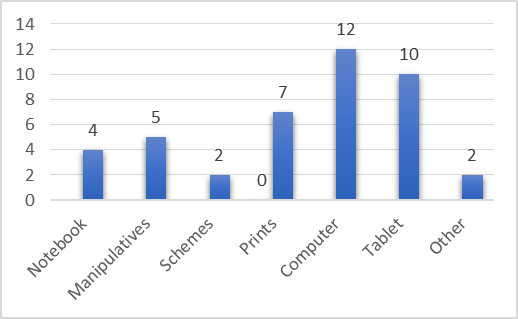 14
12
10
8
6
4
2
0
4
5
2
0
7
12
10
2
Notebook
Manipulatives
Schemes
Prints
Computer
Tablet
Other